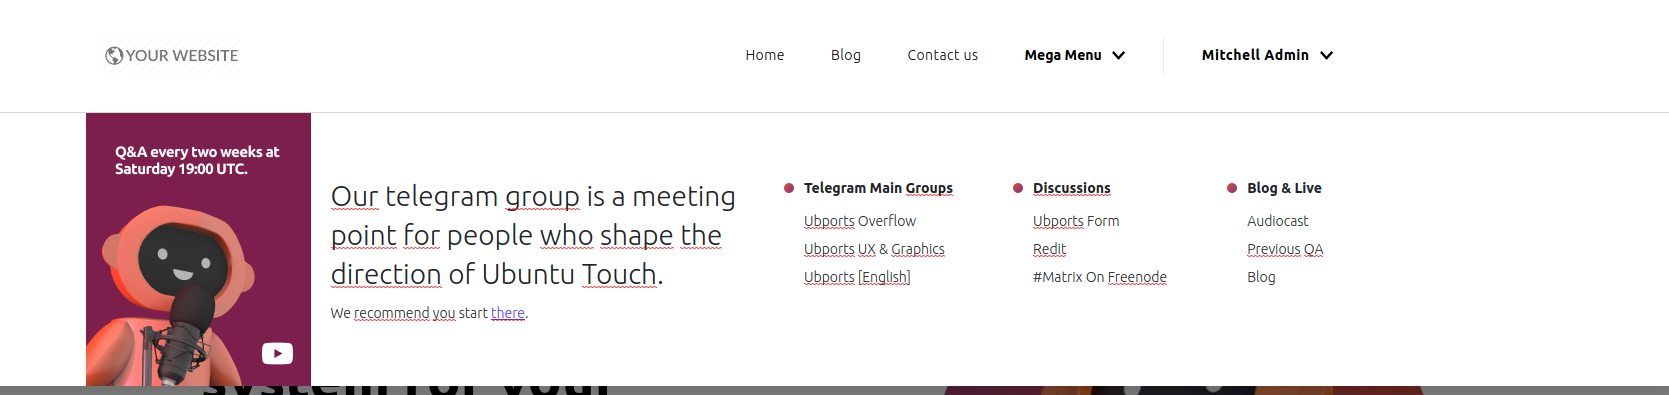 YOUR WEBSITE
Home Blog Contact us Mega Menu Mitchell Admin
Q&A every two weeks at
Saturday 19:00 UTC.
Our telegram group is a meeting
point for people who shape the
direction of Ubuntu Touch.
We recommend you start there.
Telegram Main Groups
Ubports Overflow
Ubports UX & Graphics
Ubports [English]
Discussions
Ubports Form
Redit
#Matrix On Freenode
Blog & Live
Audiocast
Previous QA
Blog
system for your